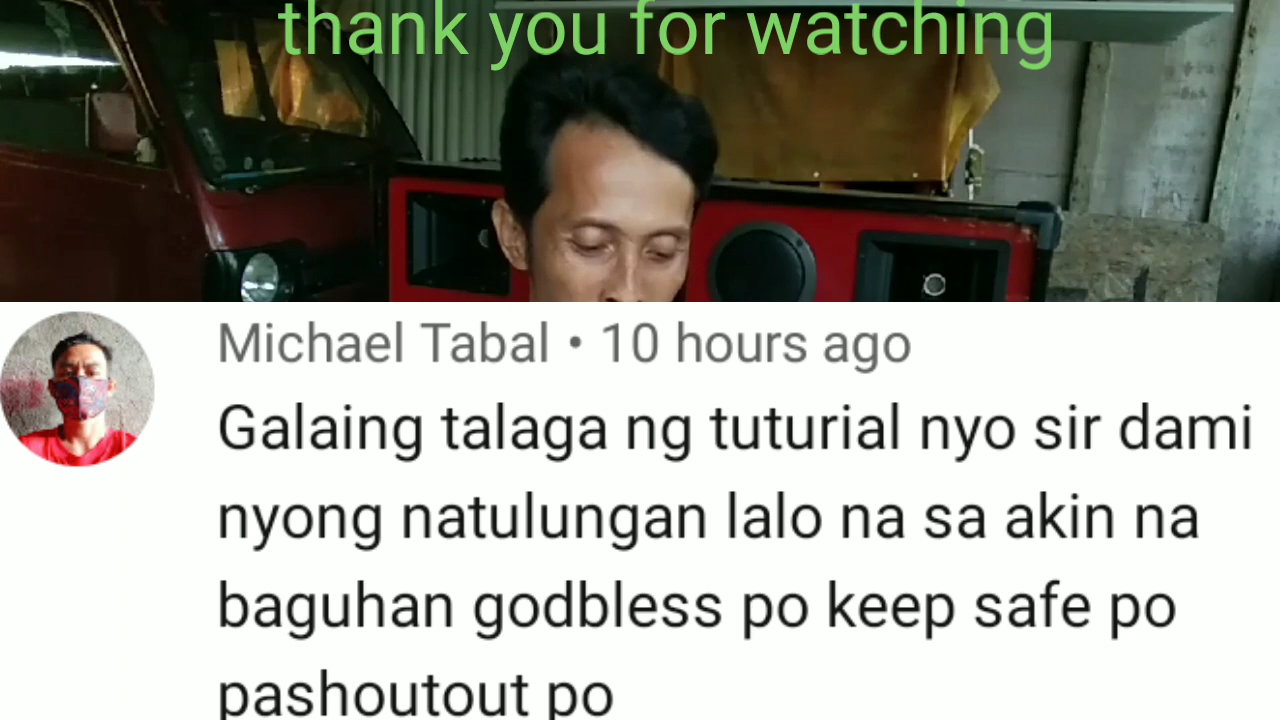 thank you for watching
Michael Tabal • 10 hours ago
Galaing talaga ng tuturial nyo sir dami
nyong natulungan lalo na sa akin na
baguhan godbless po keep safe po
pashoutout po